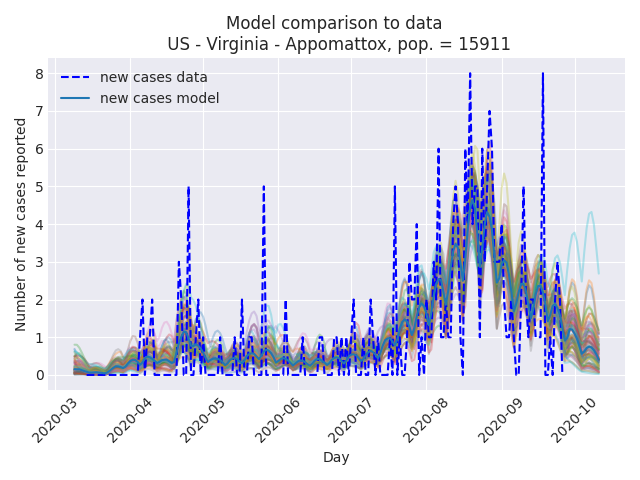 Model comparison to data
US - Virginia - Appomattox, pop. = 15911
new cases data
new cases model
Number of new cases reported
8
7
6
5
4
3
2
1
0
2020-03
2020-04
2020-05
2020-06
2020-07
2020-08
2020-09
2020-10
Day